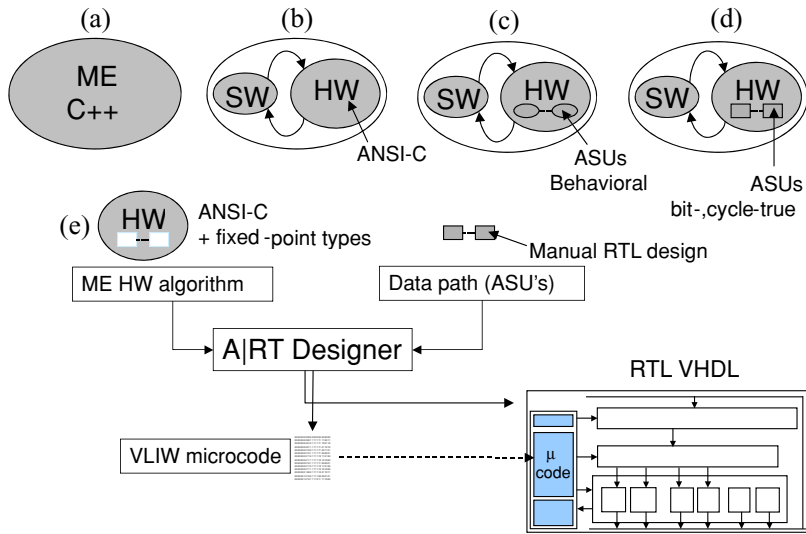 (a)
ME
C++
(b)
SW
HW
ANSI-C
(c)
SW
HW
ASUs
Behavioral
(d)
SW
HW
ASUs
bit-,cycle-true
(e)
HW
ANSI-C
+ fixed -point types
Manual RTL design
ME HW algorithm
Data path (ASU's)
A|RT Designer
RTL VHDL
VLIW microcode
μ
code